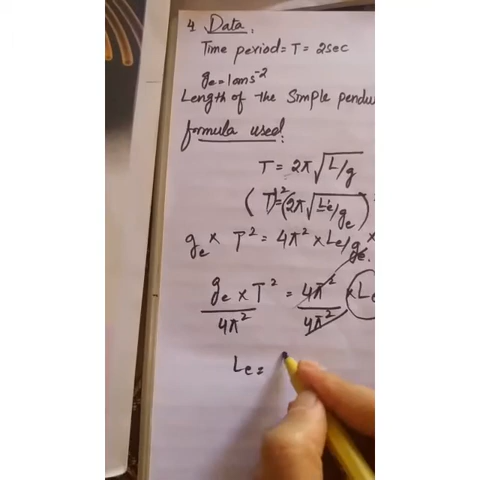 4 Data:
Time period = T = 2sec
ge = 10ms⁻²
Length of the Simple pendu
formula used:
T = 2π√L/g
(T)² = (2π√Le/ge)²
ge × T² = 4π² × Le/ge × ge.
ge × T² / 4π² = 4π² / 4π² × Le
Le =